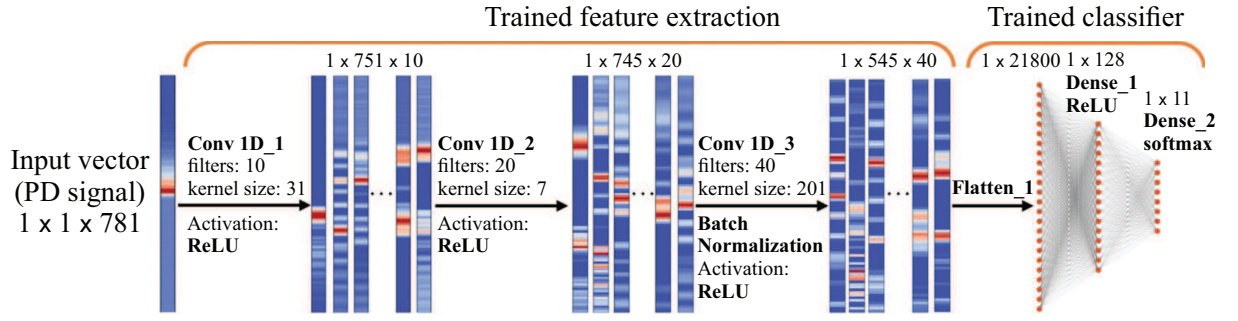 Trained feature extraction
Trained classifier
Input vector
(PD signal)
1 x 1 x 781
Conv 1D_1
filters: 10
kernel size: 31
Activation:
ReLU
1 x 751 x 10
...
Conv 1D_2
filters: 20
kernel size: 7
Activation:
ReLU
1 x 745 x 20
...
Conv 1D_3
filters: 40
kernel size: 201
Batch
Normalization
Activation:
ReLU
1 x 545 x 40
...
Flatten_1
1 x 21800
1 x 128
Dense_1
ReLU
1 x 11
Dense_2
softmax